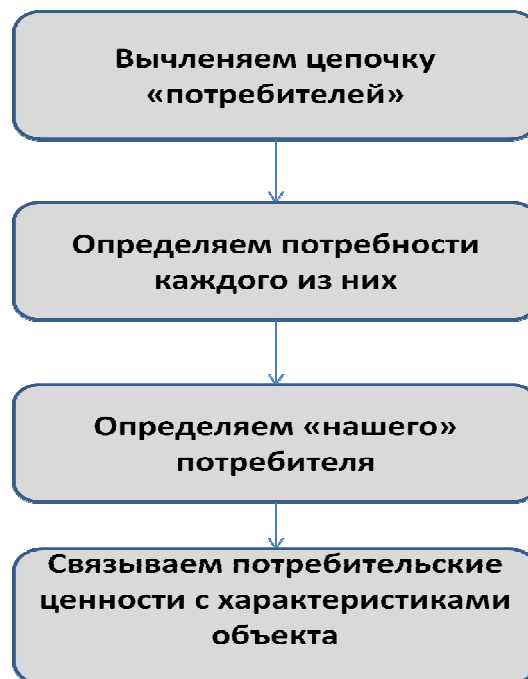 Вычленяем цепочку
«потребителей»
Определяем потребности
каждого из них
Определяем «нашего»
потребителя
Связываем потребительские
ценности с характеристиками
объекта